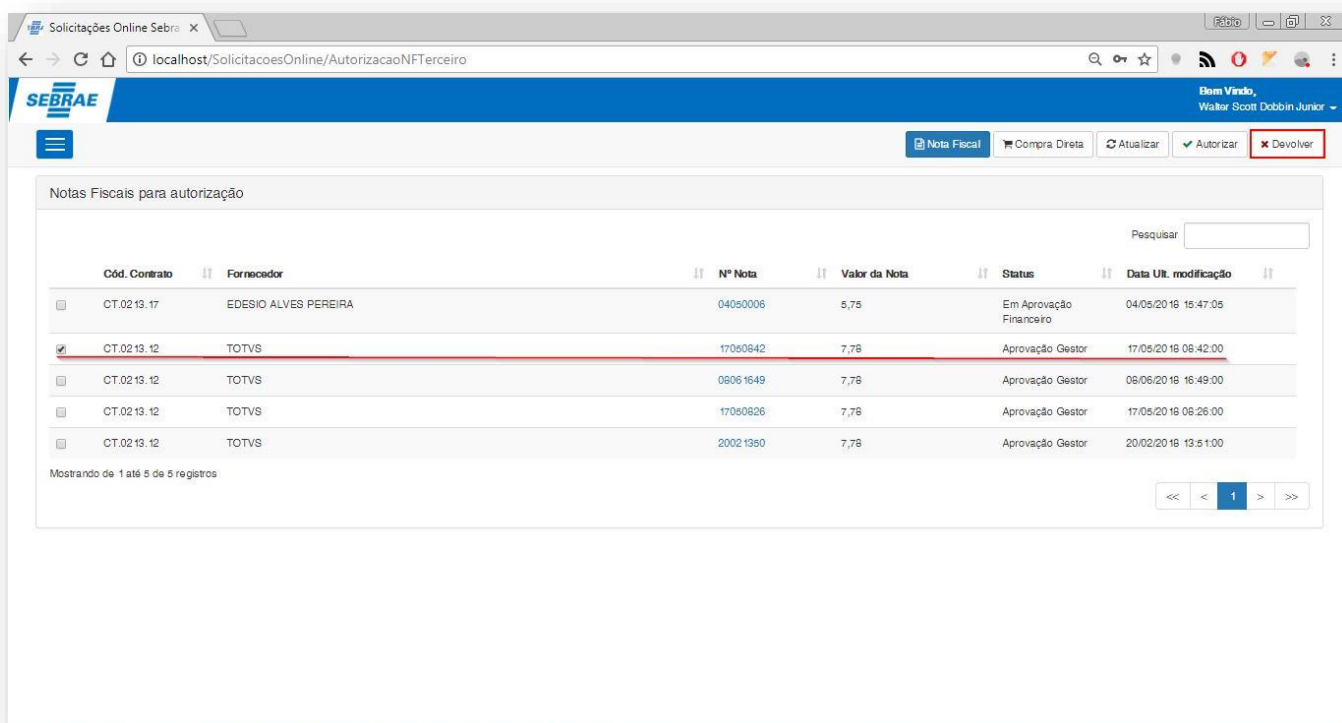 Solicitações Online Sebra
Fábio
localhost/SolicitacoesOnline/AutorizacaoNFTerceiro
SEBRAE
Bem Vindo,
Walter Scott Dobbin Junior
Nota Fiscal Compra Direta Atualizar Autorizar Devolver
Notas Fiscais para autorização
Pesquisar
Cód. Contrato Fornecedor Nº Nota Valor da Nota Status Data Ult. modificação
CT.0213.17 EDESIO ALVES PEREIRA 04050006 5,75 Em Aprovação Financeiro 04/05/2018 15:47:05
CT.0213.12 TOTVS 17050842 7,78 Aprovação Gestor 17/05/2018 08:42:00
CT.0213.12 TOTVS 08061649 7,78 Aprovação Gestor 08/06/2018 16:49:00
CT.0213.12 TOTVS 17050826 7,78 Aprovação Gestor 17/05/2018 08:26:00
CT.0213.12 TOTVS 20021350 7,78 Aprovação Gestor 20/02/2018 13:51:00
Mostrando de 1 até 5 de 5 registros
<< < 1 > >>